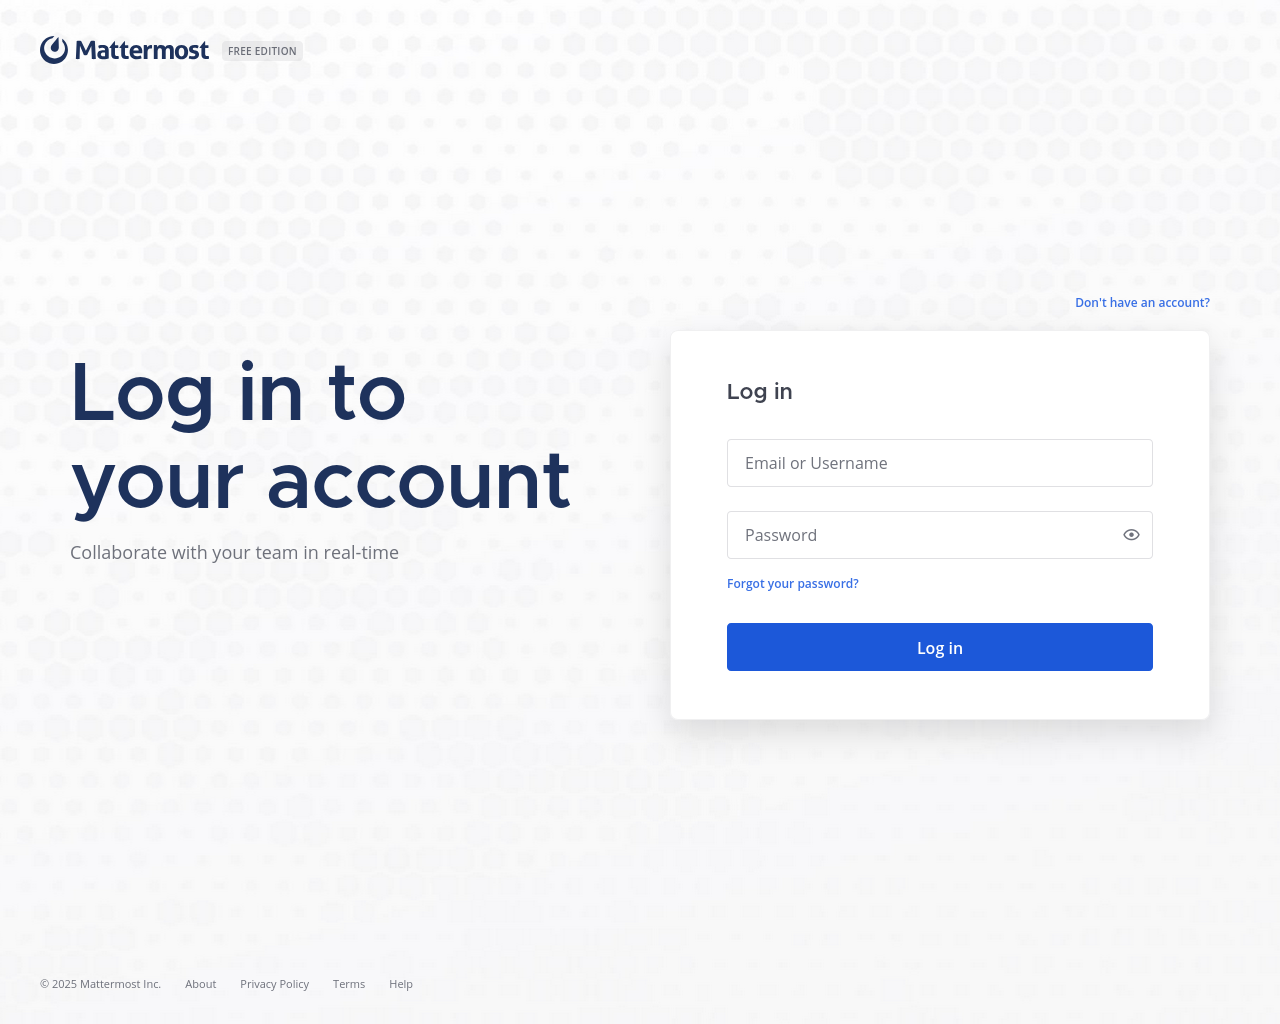 Mattermost FREE EDITION
Don't have an account?
Log in to
your account
Collaborate with your team in real-time
Log in
Email or Username
Password
Forgot your password?
Log in
© 2025 Mattermost Inc. About Privacy Policy Terms Help